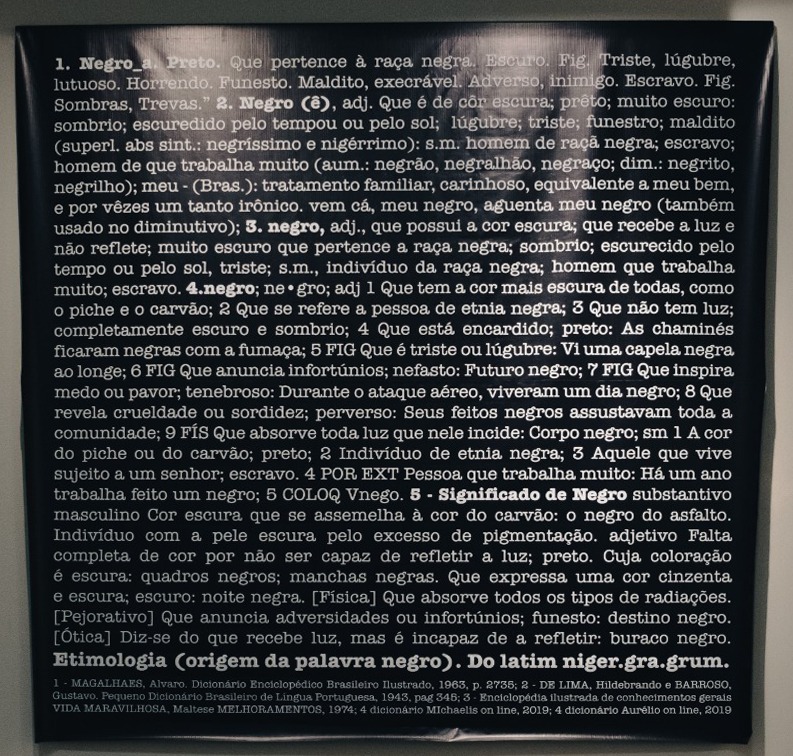 1. Negro_a. Preto. Que pertence à raça negra. Escuro. Fig. Triste, lúgubre,
lutuoso. Horrendo. Funesto. Maldito, execrável. Adverso, inimigo. Escravo. Fig.
Sombras, Trevas." 2. Negro (ê), adj. Que é de côr escura; prêto; muito escuro:
sombrio; escuredido pelo tempou ou pelo sol; lúgubre; triste; funestro; maldito
(superl. abs sint.: negríssimo e nigérrimo): s.m. homem de raçã negra; escravo;
homem de que trabalha muito (aum.: negrão, negralhão, negraço; dim.: negrito,
negrilho); meu - (Bras.): tratamento familiar, carinhoso, equivalente a meu bem,
e por vêzes um tanto irônico. vem cá, meu negro, aguenta meu negro (também
usado no diminutivo); 3. negro, adj., que possui a cor escura; que recebe a luz e
não reflete; muito escuro que pertence a raça negra; sombrio; escurecido pelo
tempo ou pelo sol, triste; s.m., indivíduo da raça negra; homem que trabalha
muito; escravo. 4.negro; ne•gro; adj 1 Que tem a cor mais escura de todas, como
o piche e o carvão; 2 Que se refere a pessoa de etnia negra; 3 Que não tem luz;
completamente escuro e sombrio; 4 Que está encardido; preto: As chaminés
ficaram negras com a fumaça; 5 FIG Que é triste ou lúgubre: Vi uma capela negra
ao longe; 6 FIG Que anuncia infortúnios; nefasto: Futuro negro; 7 FIG Que inspira
medo ou pavor; tenebroso: Durante o ataque aéreo, viveram um dia negro; 8 Que
revela crueldade ou sordidez; perverso: Seus feitos negros assustavam toda a
comunidade; 9 FÍS Que absorve toda luz que nele incide: Corpo negro; sm 1 A cor
do piche ou do carvão; preto; 2 Indivíduo de etnia negra; 3 Aquele que vive
sujeito a um senhor; escravo. 4 POR EXT Pessoa que trabalha muito: Há um ano
trabalha feito um negro; 5 COLOQ Vnego. 5 - Significado de Negro substantivo
masculino Cor escura que se assemelha à cor do carvão: o negro do asfalto.
Indivíduo com a pele escura pelo excesso de pigmentação. adjetivo Falta
completa de cor por não ser capaz de refletir a luz; preto. Cuja coloração
é escura: quadros negros; manchas negras. Que expressa uma cor cinzenta
e escura; escuro: noite negra. [Física] Que absorve todos os tipos de radiações.
[Pejorativo] Que anuncia adversidades ou infortúnios; funesto: destino negro.
[Ótica] Diz-se do que recebe luz, mas é incapaz de a refletir: buraco negro.
Etimologia (origem da palavra negro). Do latim niger.gra.grum.
1 - MAGALHAES, Alvaro. Dicionário Enciclopédico Brasileiro Ilustrado, 1963, p. 2735; 2 - DE LIMA, Hildebrando e BARROSO,
Gustavo. Pequeno Dicionário Brasileiro de Língua Portuguesa, 1943, pag 345; 3 - Enciclopédia ilustrada de conhecimentos gerais
VIDA MARAVILHOSA, Maltese MELHORAMENTOS, 1974; 4 dicionário MIchaelis on line, 2019; 4 dicionário Aurélio on line, 2019